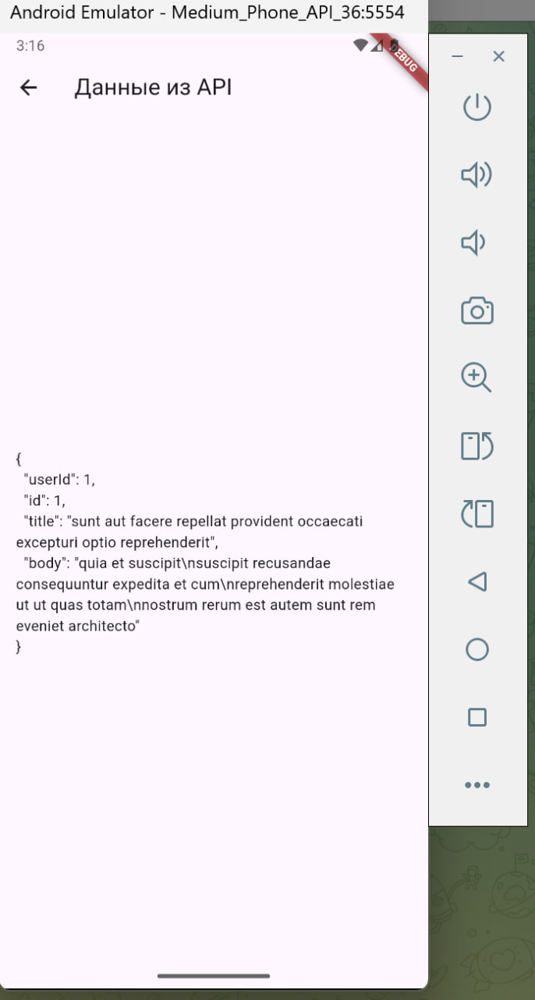 Android Emulator - Medium_Phone_API_36:5554
3:16
DEBUG
Данные из API
{
"userId": 1,
"id": 1,
"title": "sunt aut facere repellat provident occaecati
excepturi optio reprehenderit",
"body": "quia et suscipit\nsuscipit recusandae
consequuntur expedita et cum\nreprehenderit molestiae
ut ut quas totam\nnostrum rerum est autem sunt rem
eveniet architecto"
}